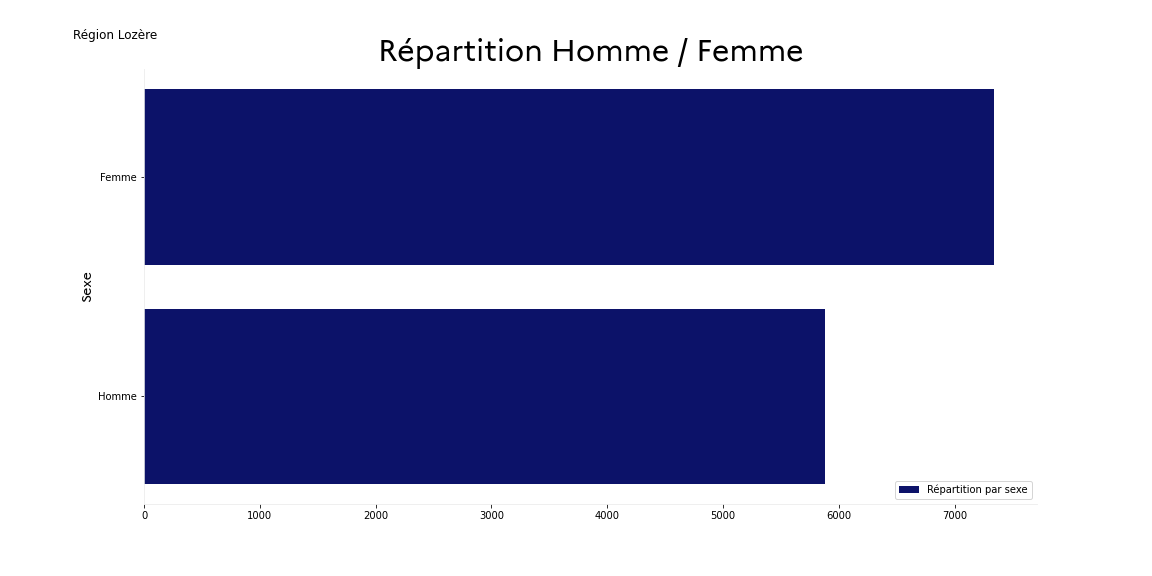 Région Lozère
Répartition Homme / Femme
Femme
Sexe
Homme
Répartition par sexe
0 1000 2000 3000 4000 5000 6000 7000